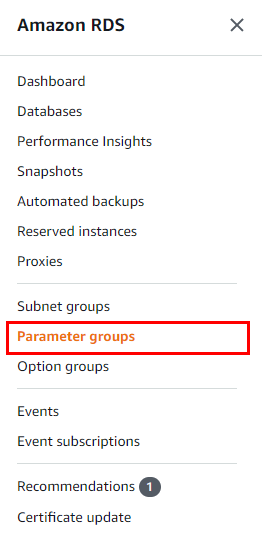 Amazon RDS
Dashboard
Databases
Performance Insights
Snapshots
Automated backups
Reserved instances
Proxies
Subnet groups
Parameter groups
Option groups
Events
Event subscriptions
Recommendations 1
Certificate update